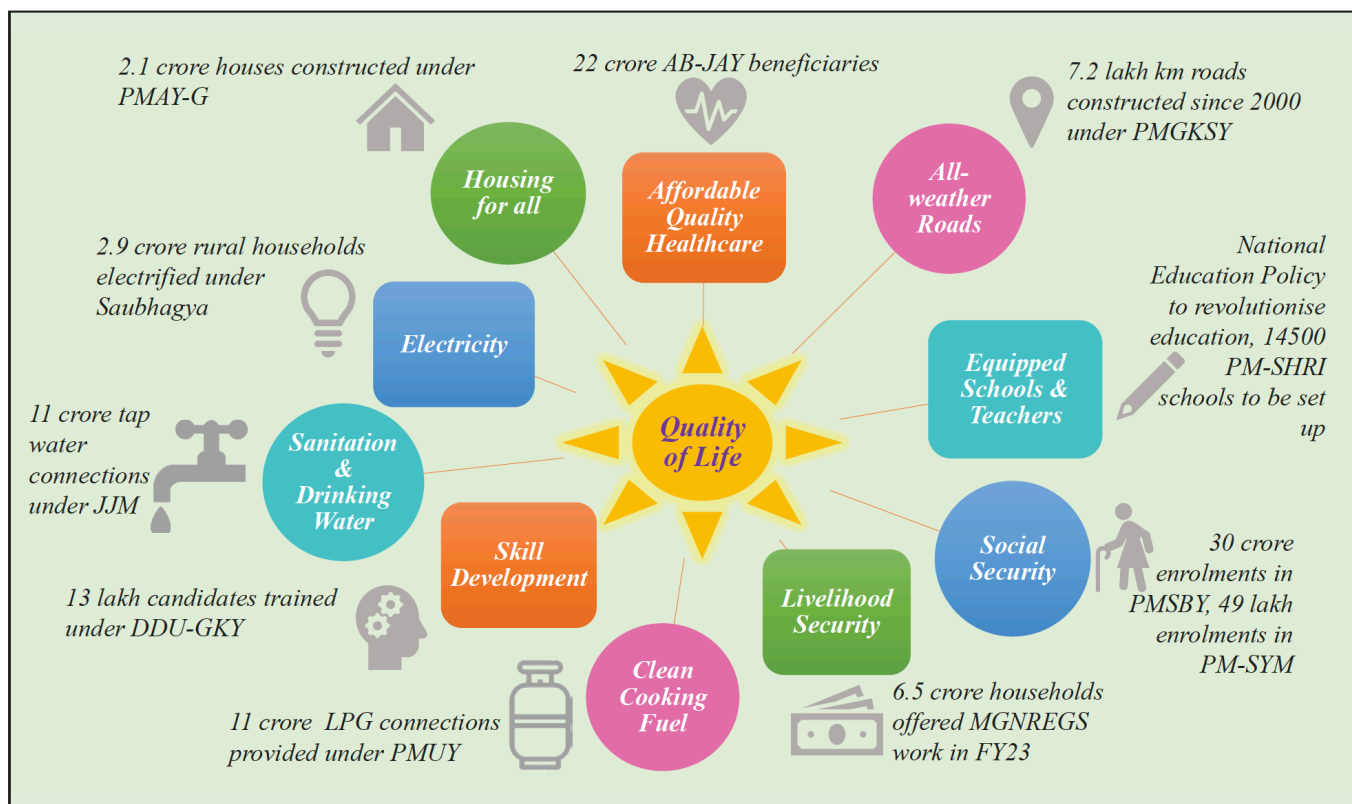 2.1 crore houses constructed under
PMAY-G
22 crore AB-JAY beneficiaries
7.2 lakh km roads
constructed since 2000
under PMGKSY
Housing
for all
Affordable
Quality
Healthcare
All-
weather
Roads
2.9 crore rural households
electrified under
Saubhagya
Electricity
National
Education Policy
to revolutionise
education, 14500
PM-SHRI
schools to be set
up
Equipped
Schools &
Teachers
Quality
of Life
11 crore tap
water
connections
under JJM
Sanitation
&
Drinking
Water
Skill
Development
Social
Security
30 crore
enrolments in
PMSBY, 49 lakh
enrolments in
PM-SYM
13 lakh candidates trained
under DDU-GKY
Livelihood
Security
Clean
Cooking
Fuel
11 crore LPG connections
provided under PMUY
6.5 crore households
offered MGNREGS
work in FY23